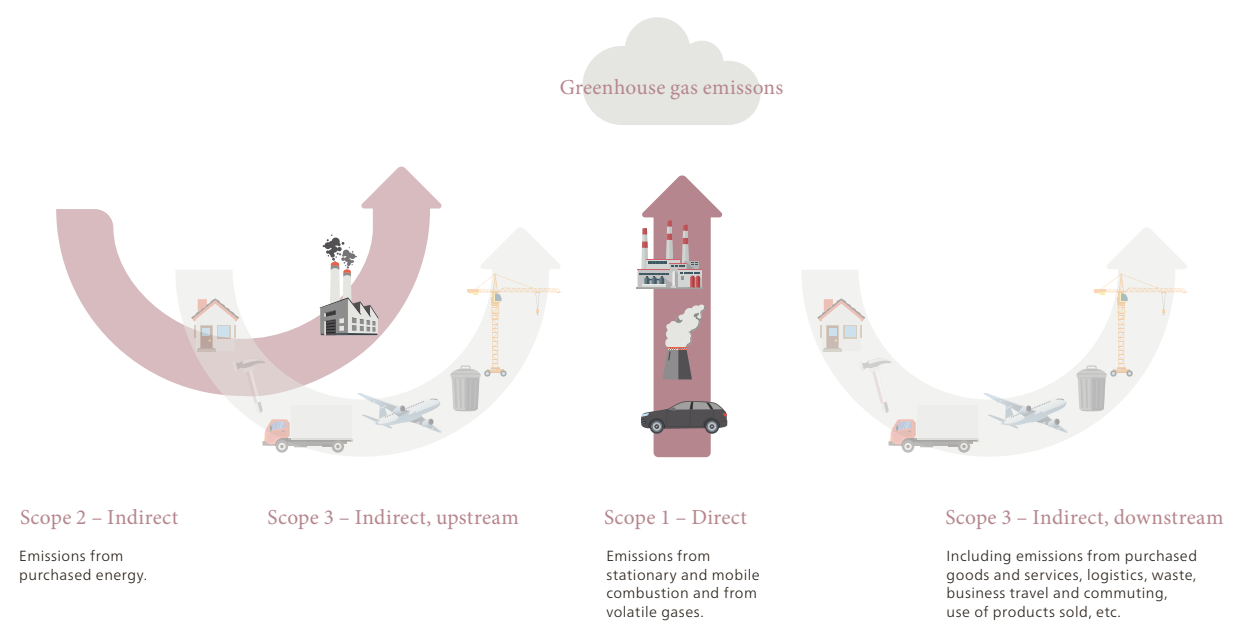 Greenhouse gas emissons
Scope 2 – Indirect
Emissions from
purchased energy.
Scope 3 – Indirect, upstream
Scope 1 – Direct
Emissions from
stationary and mobile
combustion and from
volatile gases.
Scope 3 – Indirect, downstream
Including emissions from purchased
goods and services, logistics, waste,
business travel and commuting,
use of products sold, etc.